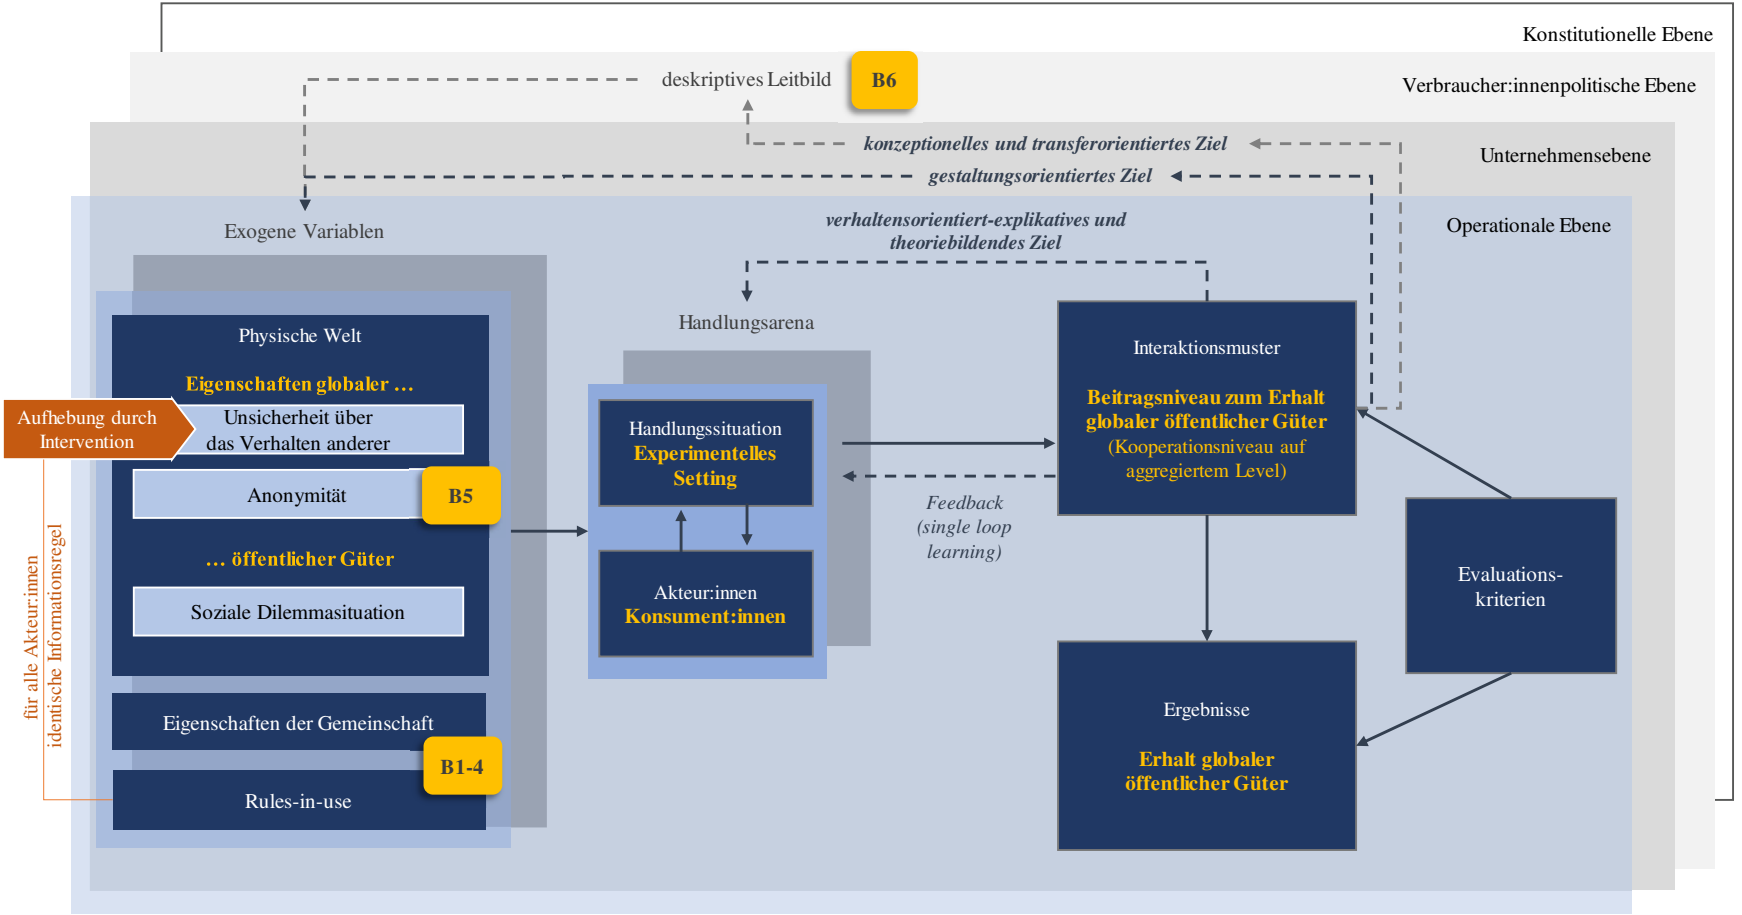 Konstitutionelle Ebene
Verbraucher:innenpolitische Ebene
Unternehmensebene
Operationale Ebene
deskriptives Leitbild
B6
konzeptionelles und transferorientiertes Ziel
gestaltungsorientiertes Ziel
verhaltensorientiert-explikatives und
theoriebildendes Ziel
Exogene Variablen
Physische Welt
Eigenschaften globaler …
Aufhebung durch
Intervention
Unsicherheit über
das Verhalten anderer
Anonymität
B5
… öffentlicher Güter
Soziale Dilemmasituation
Eigenschaften der Gemeinschaft
B1-4
Rules-in-use
für alle Akteur:innen
identische Informationsregel
Handlungsarena
Handlungssituation
Experimentelles
Setting
Akteur:innen
Konsument:innen
Feedback
(single loop
learning)
Interaktionsmuster
Beitragsniveau zum Erhalt
globaler öffentlicher Güter
(Kooperationsniveau auf
aggregiertem Level)
Evaluations-
kriterien
Ergebnisse
Erhalt globaler
öffentlicher Güter